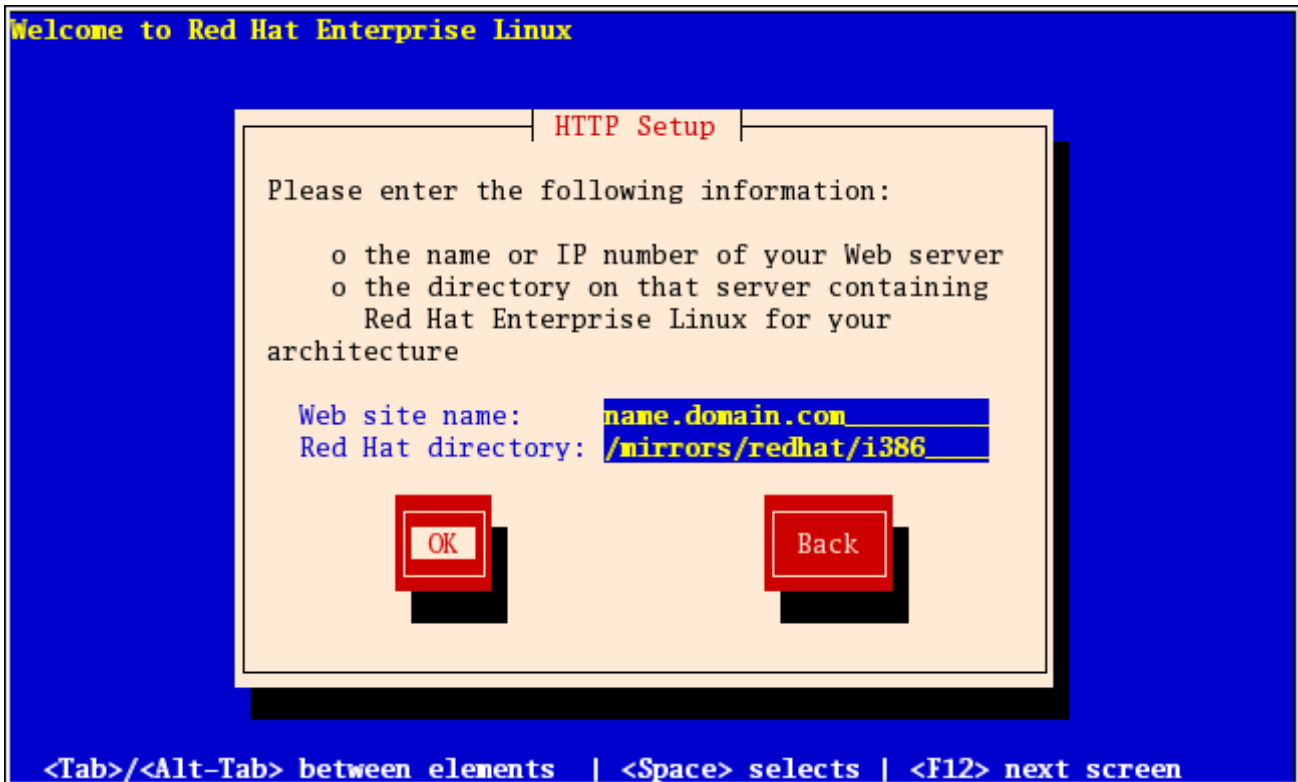 Welcome to Red Hat Enterprise Linux
HTTP Setup
Please enter the following information:
o the name or IP number of your Web server
o the directory on that server containing
Red Hat Enterprise Linux for your
architecture
Web site name: name.domain.com_________
Red Hat directory: /mirrors/redhat/i386____
OK Back
<Tab>/<Alt-Tab> between elements | <Space> selects | <F12> next screen